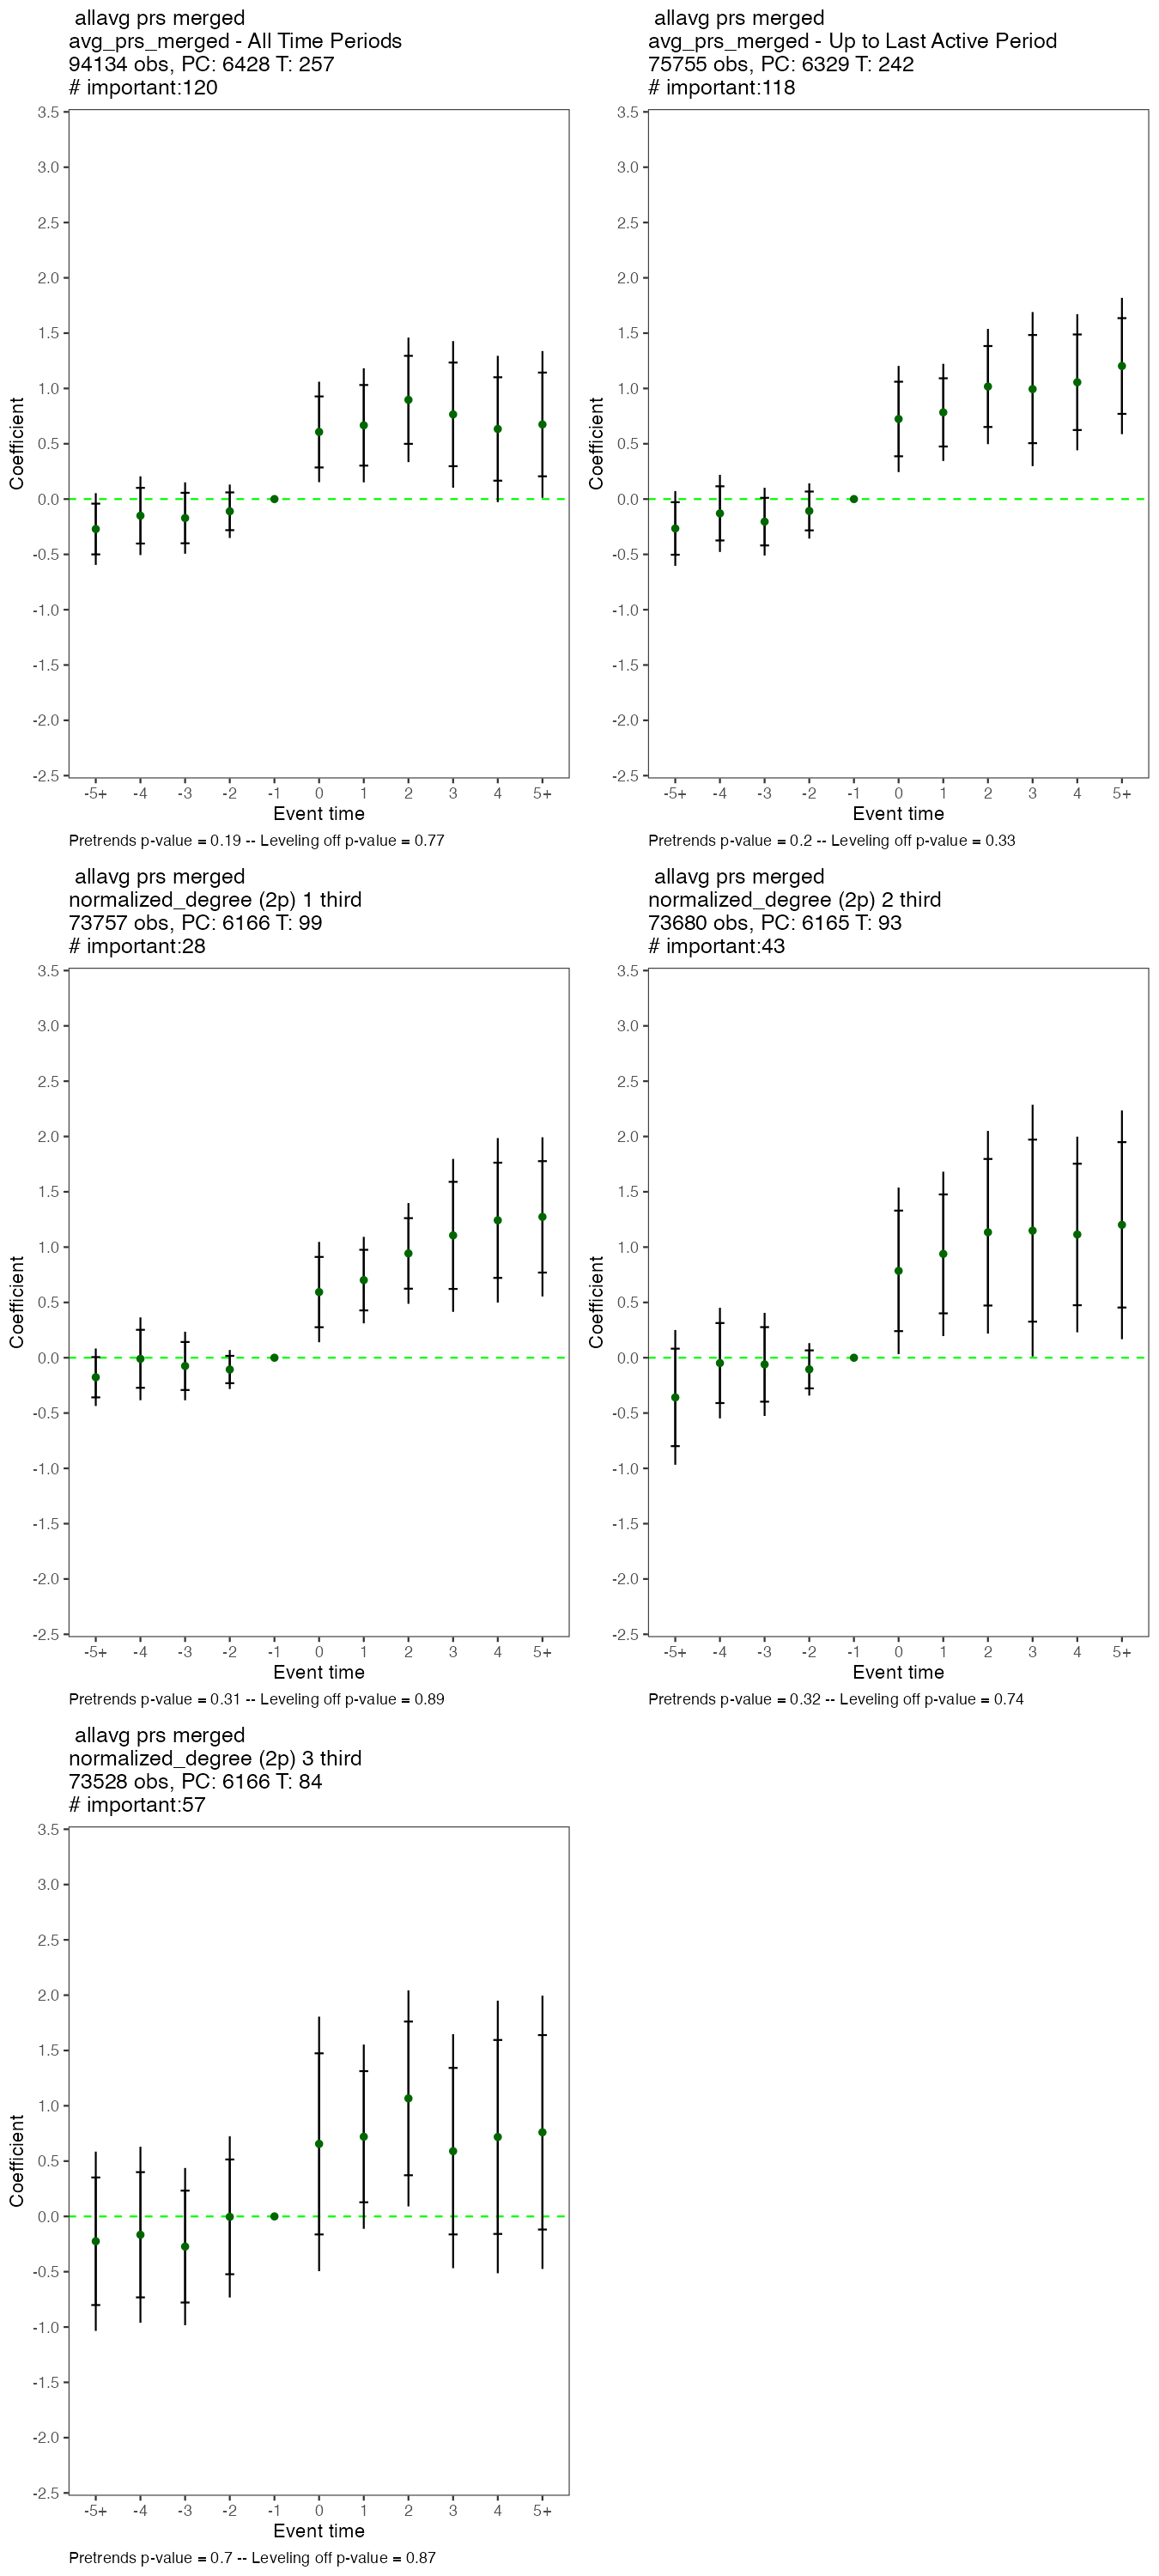 allavg prs merged
avg_prs_merged - All Time Periods
94134 obs, PC: 6428 T: 257
# important:120
3.5
3.0
2.5
2.0
1.5
1.0
0.5
0.0
-0.5
-1.0
-1.5
-2.0
-2.5
Coefficient
-5+ -4 -3 -2 -1 0 1 2 3 4 5+
Event time
Pretrends p-value = 0.19 -- Leveling off p-value = 0.77
allavg prs merged
avg_prs_merged - Up to Last Active Period
75755 obs, PC: 6329 T: 242
# important:118
3.5
3.0
2.5
2.0
1.5
1.0
0.5
0.0
-0.5
-1.0
-1.5
-2.0
-2.5
Coefficient
-5+ -4 -3 -2 -1 0 1 2 3 4 5+
Event time
Pretrends p-value = 0.2 -- Leveling off p-value = 0.33
allavg prs merged
normalized_degree (2p) 1 third
73757 obs, PC: 6166 T: 99
# important:28
3.5
3.0
2.5
2.0
1.5
1.0
0.5
0.0
-0.5
-1.0
-1.5
-2.0
-2.5
Coefficient
-5+ -4 -3 -2 -1 0 1 2 3 4 5+
Event time
Pretrends p-value = 0.31 -- Leveling off p-value = 0.89
allavg prs merged
normalized_degree (2p) 2 third
73680 obs, PC: 6165 T: 93
# important:43
3.5
3.0
2.5
2.0
1.5
1.0
0.5
0.0
-0.5
-1.0
-1.5
-2.0
-2.5
Coefficient
-5+ -4 -3 -2 -1 0 1 2 3 4 5+
Event time
Pretrends p-value = 0.32 -- Leveling off p-value = 0.74
allavg prs merged
normalized_degree (2p) 3 third
73528 obs, PC: 6166 T: 84
# important:57
3.5
3.0
2.5
2.0
1.5
1.0
0.5
0.0
-0.5
-1.0
-1.5
-2.0
-2.5
Coefficient
-5+ -4 -3 -2 -1 0 1 2 3 4 5+
Event time
Pretrends p-value = 0.7 -- Leveling off p-value = 0.87